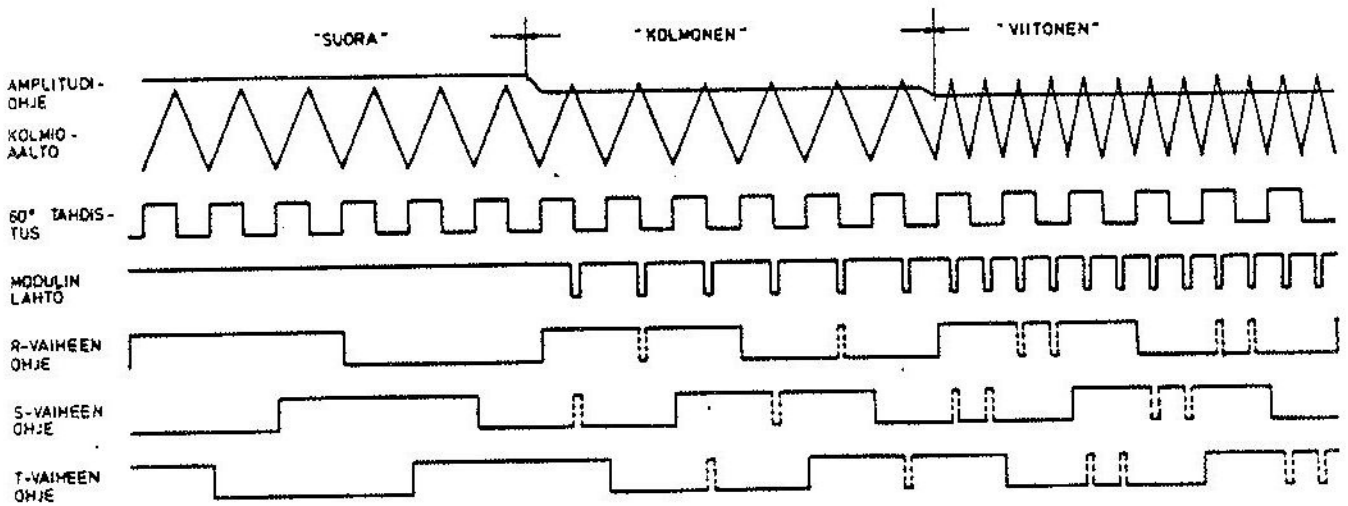 "SUORA"
"KOLMONEN"
"VIITONEN"
AMPLITUDI-
OHJE
KOLMIO-
AALTO
60° TAHDIS-
TUS
MODULIN
LÄHTÖ
R-VAIHEEN
OHJE
S-VAIHEEN
OHJE
T-VAIHEEN
OHJE